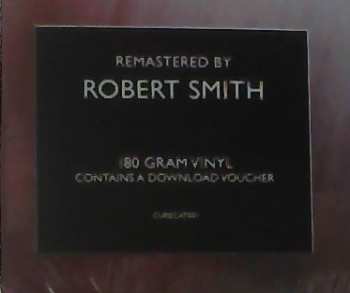 REMASTERED BY
ROBERT SMITH
180 GRAM VINYL
CONTAINS A DOWNLOAD VOUCHER